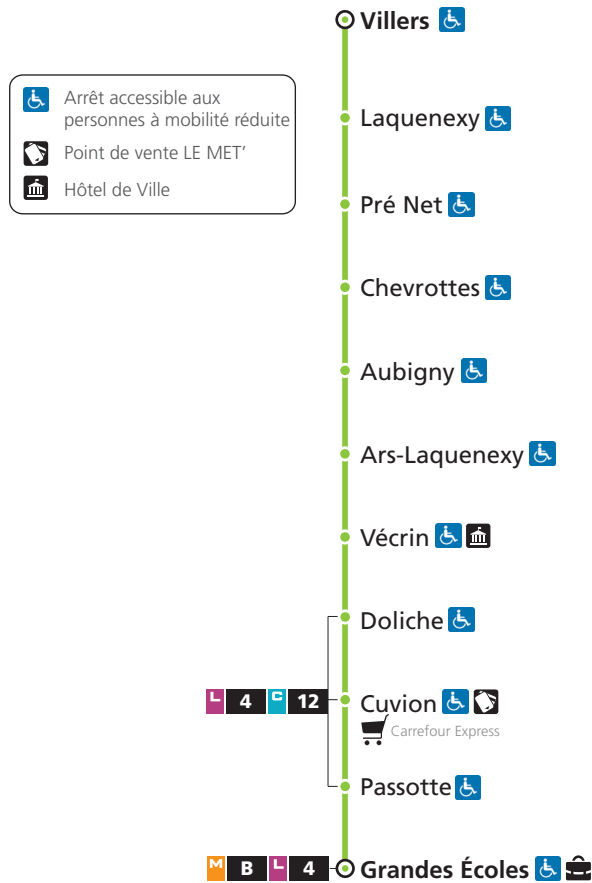 Villers
Arrêt accessible aux
personnes à mobilité réduite
Point de vente LE MET’
Hôtel de Ville
Laquenexy
Pré Net
Chevrottes
Aubigny
Ars-Laquenexy
Vécrin
Doliche
L 4 C 12
Cuvion
Carrefour Express
Passotte
M B L 4
Grandes Écoles